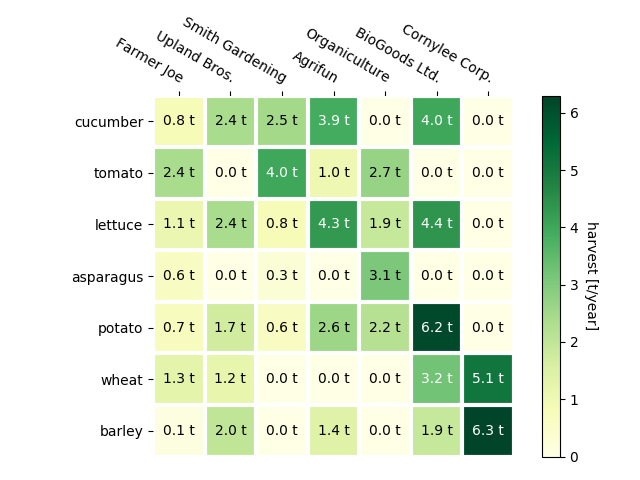 Farmer Joe
Upland Bros.
Smith Gardening
Agrifun
Organiculture
BioGoods Ltd.
Cornylee Corp.
cucumber 0.8 t 2.4 t 2.5 t 3.9 t 0.0 t 4.0 t 0.0 t
tomato 2.4 t 0.0 t 4.0 t 1.0 t 2.7 t 0.0 t 0.0 t
lettuce 1.1 t 2.4 t 0.8 t 4.3 t 1.9 t 4.4 t 0.0 t
asparagus 0.6 t 0.0 t 0.3 t 0.0 t 3.1 t 0.0 t 0.0 t
potato 0.7 t 1.7 t 0.6 t 2.6 t 2.2 t 6.2 t 0.0 t
wheat 1.3 t 1.2 t 0.0 t 0.0 t 0.0 t 3.2 t 5.1 t
barley 0.1 t 2.0 t 0.0 t 1.4 t 0.0 t 1.9 t 6.3 t
6
5
4
3
2
1
0
harvest [t/year]